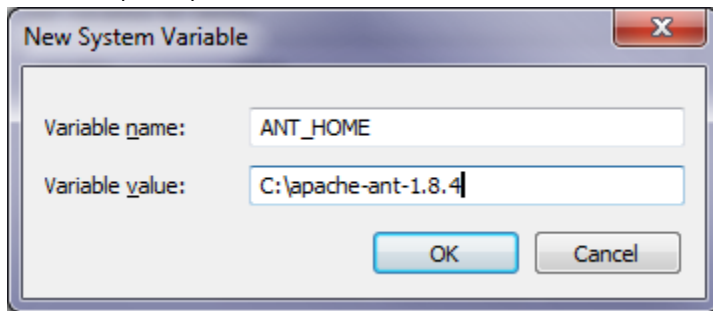 New System Variable
Variable name: ANT_HOME
Variable value: C:\apache-ant-1.8.4
OK Cancel